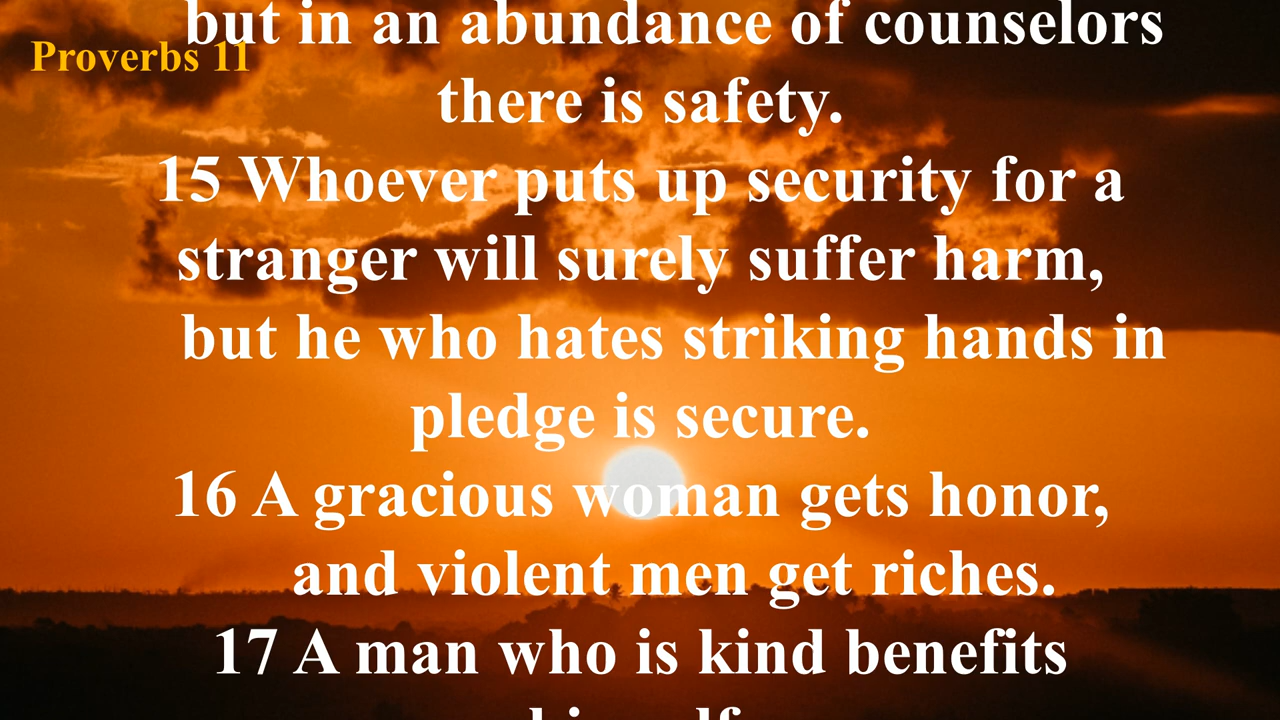 but in an abundance of counselors
Proverbs 11
there is safety.
15 Whoever puts up security for a
stranger will surely suffer harm,
but he who hates striking hands in
pledge is secure.
16 A gracious woman gets honor,
and violent men get riches.
17 A man who is kind benefits